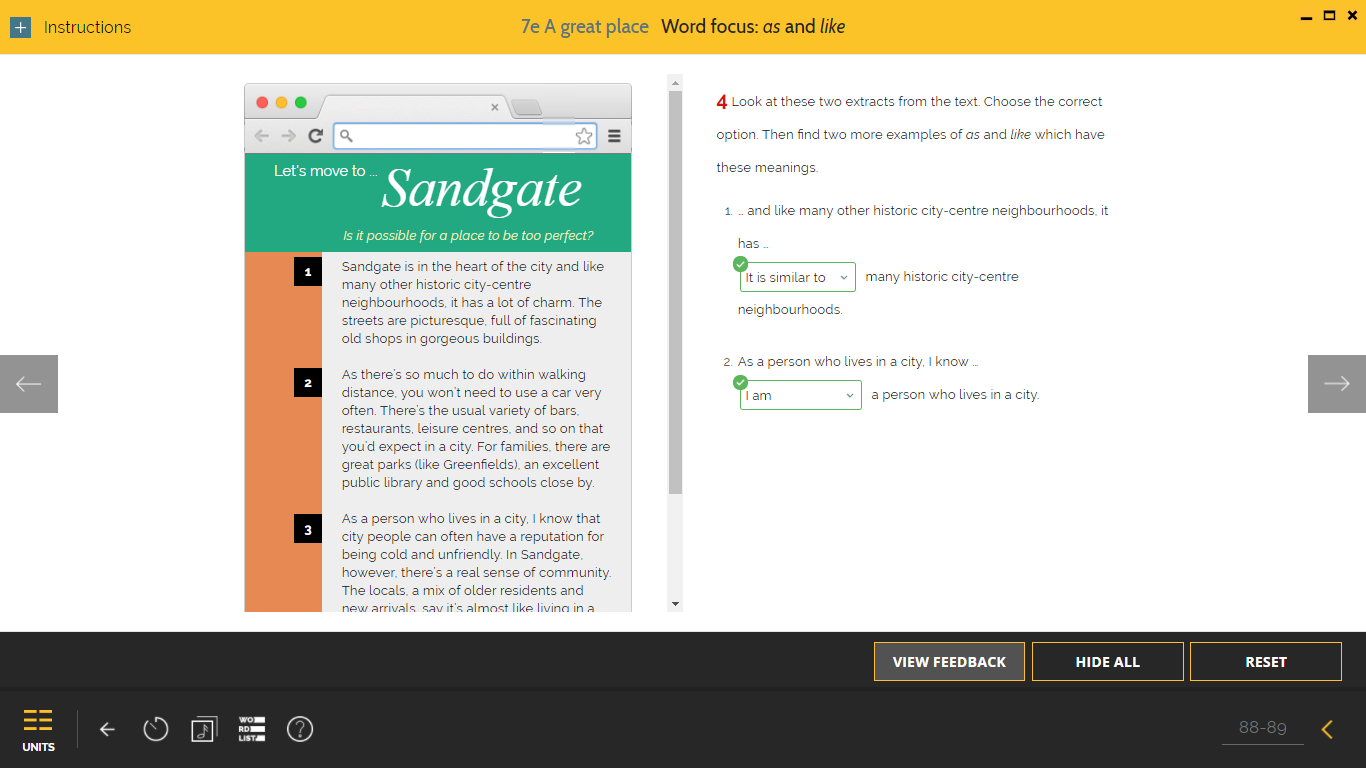 Instructions
7e A great place Word focus: as and like
Let's move to ...
Sandgate
Is it possible for a place to be too perfect?
1
Sandgate is in the heart of the city and like
many other historic city-centre
neighbourhoods, it has a lot of charm. The
streets are picturesque, full of fascinating
old shops in gorgeous buildings.
2
As there's so much to do within walking
distance, you won't need to use a car very
often. There's the usual variety of bars,
restaurants, leisure centres, and so on that
you'd expect in a city. For families, there are
great parks (like Greenfields), an excellent
public library and good schools close by.
3
As a person who lives in a city, I know that
city people can often have a reputation for
being cold and unfriendly. In Sandgate,
however, there's a real sense of community.
The locals, a mix of older residents and
new arrivals, say it's almost like living in a
4 Look at these two extracts from the text. Choose the correct
option. Then find two more examples of as and like which have
these meanings.
1. ... and like many other historic city-centre neighbourhoods, it
has ...
It is similar to many historic city-centre
neighbourhoods.
2. As a person who lives in a city, I know ...
I am a person who lives in a city.
VIEW FEEDBACK
HIDE ALL
RESET
UNITS
WO
RD
LIST
?
88-89